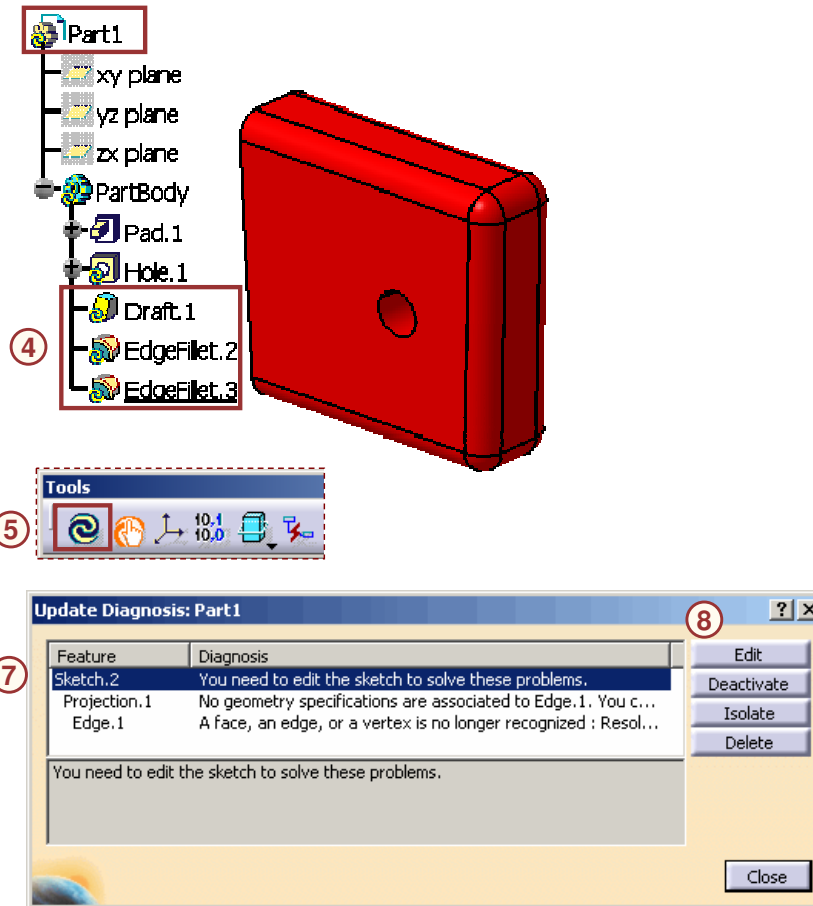 Part1
xy plane
yz plane
zx plane
PartBody
Pad.1
Hole.1
Draft.1
4
EdgeFillet.2
EdgeFillet.3
Tools
5
10,1
10,0
Update Diagnosis: Part1
? X
8
7
Feature Diagnosis
Sketch.2 You need to edit the sketch to solve these problems.
Projection.1 No geometry specifications are associated to Edge.1. You c...
Edge.1 A face, an edge, or a vertex is no longer recognized : Resol...
Edit
Deactivate
Isolate
Delete
You need to edit the sketch to solve these problems.
Close